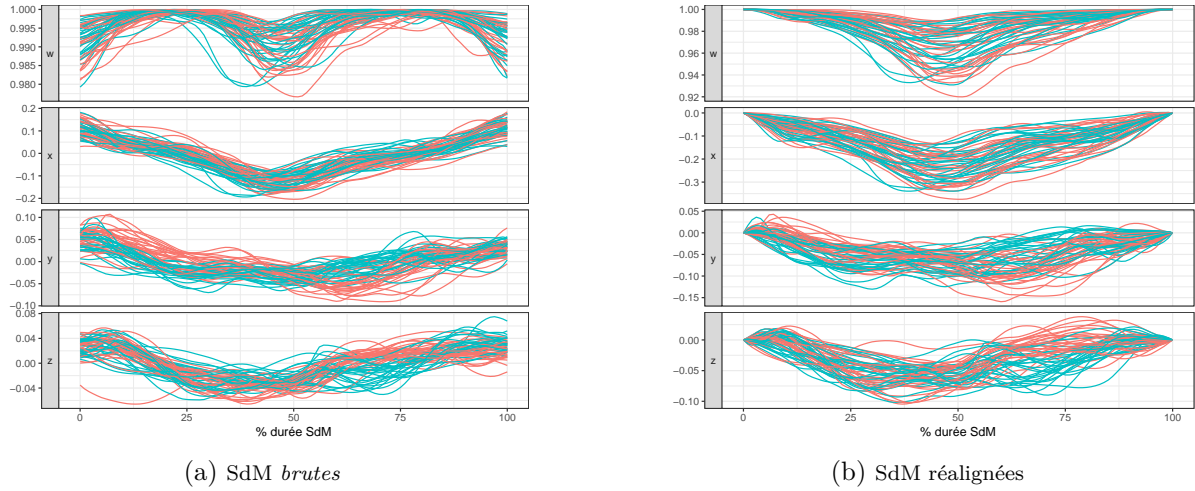 1.000
0.995
0.990
0.985
0.980
w
0.2
0.1
0.0
−0.1
−0.2
x
0.10
0.05
0.00
−0.05
−0.10
y
0.08
0.04
0.00
−0.04
z
0 25 50 75 100
% durée SdM
(a) SdM brutes
1.00
0.98
0.96
0.94
0.92
w
0.0
−0.1
−0.2
−0.3
x
0.05
0.00
−0.05
−0.10
−0.15
y
0.00
−0.05
−0.10
z
0 25 50 75 100
% durée SdM
(b) SdM réalignées